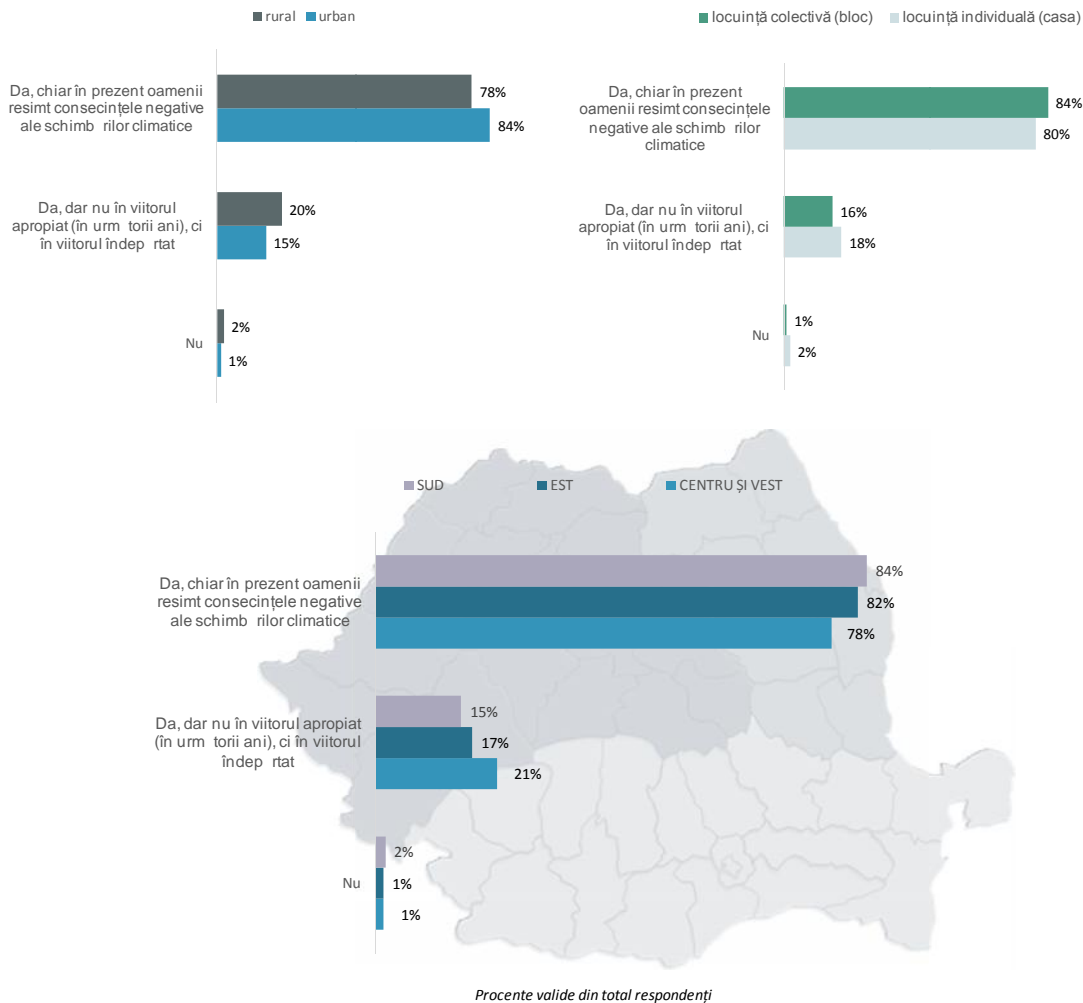 rural urban
Da, chiar în prezent oamenii
resimt consecințele negative
ale schimb rilor climatice
78%
84%
Da, dar nu în viitorul
apropiat (în urm torii ani), ci
în viitorul îndep rtat
20%
15%
Nu
2%
1%
locuință colectivă (bloc) locuință individuală (casa)
Da, chiar în prezent
oamenii resimt consecințele
negative ale schimb rilor
climatice
84%
80%
Da, dar nu în viitorul
apropiat (în urm torii ani), ci
în viitorul îndep rtat
16%
18%
Nu
1%
2%
SUD EST CENTRU ȘI VEST
Da, chiar în prezent oamenii
resimt consecințele negative
ale schimb rilor climatice
84%
82%
78%
Da, dar nu în viitorul apropiat
(în urm torii ani), ci în viitorul
îndep rtat
15%
17%
21%
Nu
2%
1%
1%
Procente valide din total respondenți